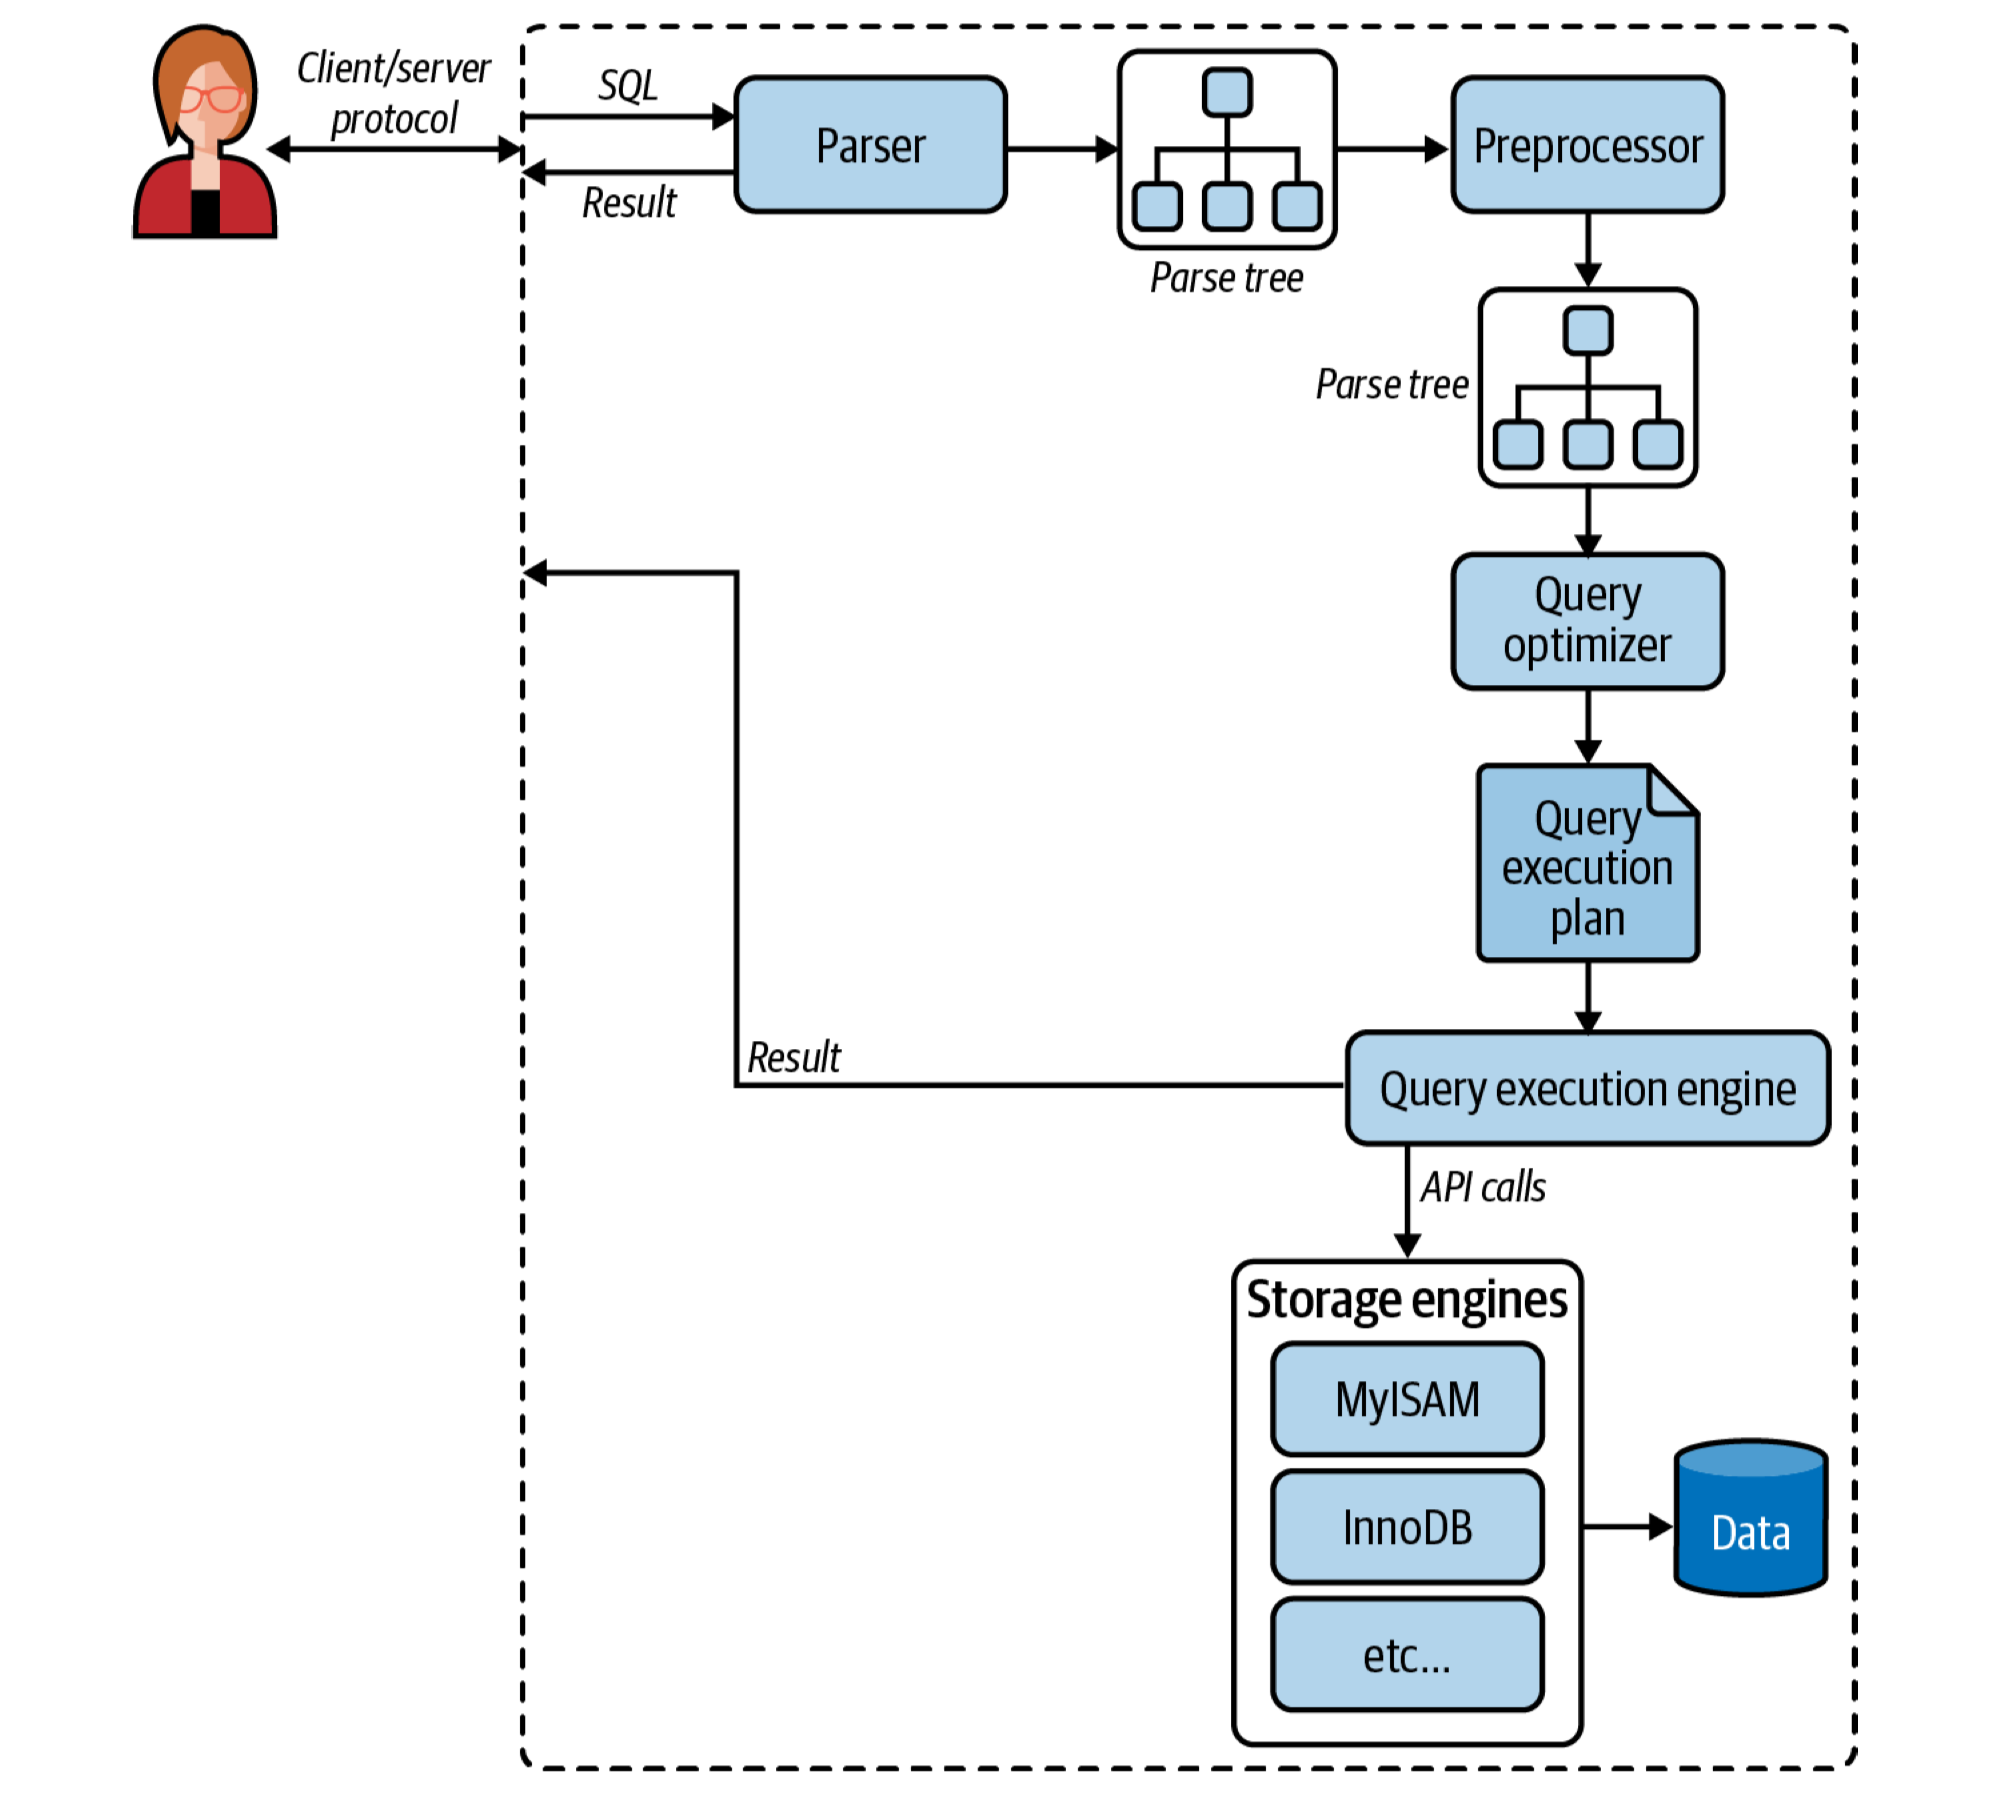 Client/server
protocol
SQL
Result
Parser
Parse tree
Preprocessor
Parse tree
Query
optimizer
Query
execution
plan
Result
Query execution engine
API calls
Storage engines
MyISAM
InnoDB
etc...
Data